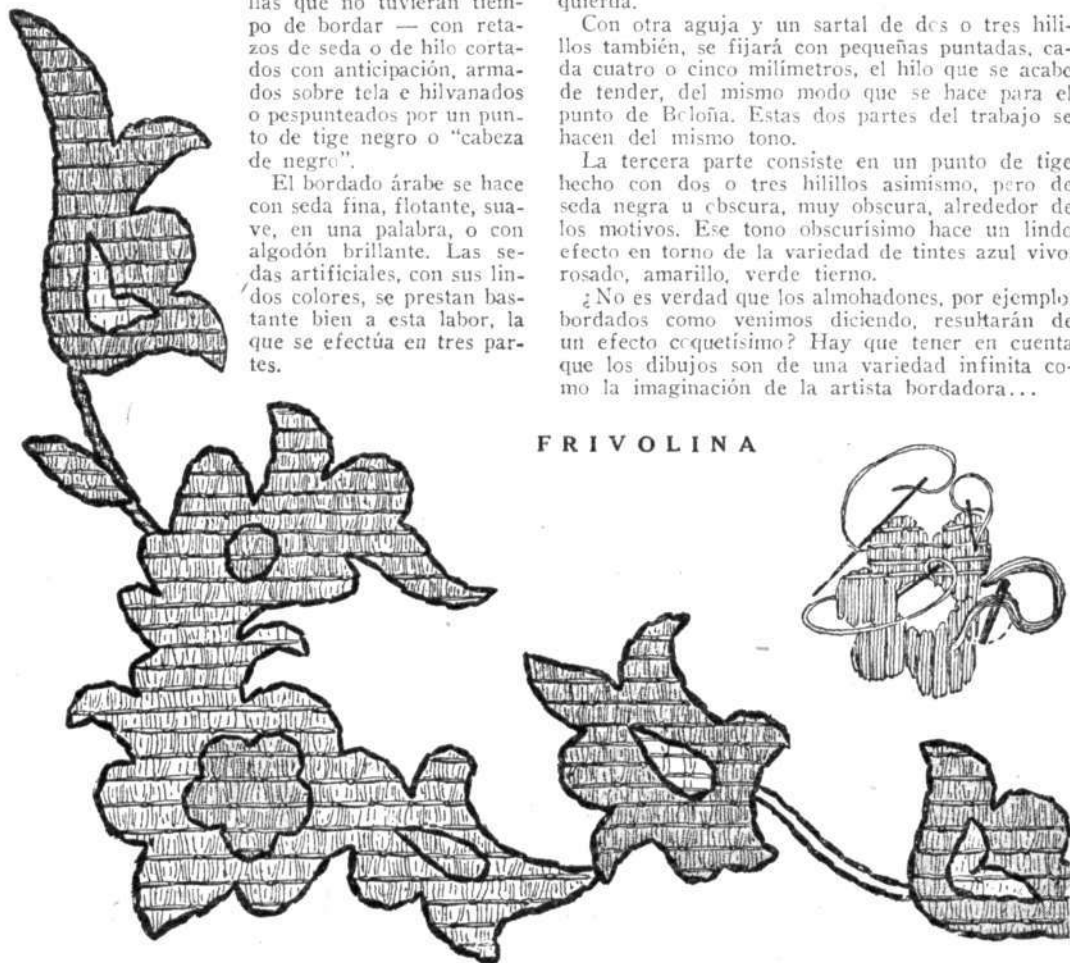 llas que no tuvieran tiem-
po de bordar — con reta-
zos de seda o de hilo corta-
dos con anticipación, arma-
dos sobre tela e hilvanados
o pespunteados por un pun-
to de tige negro o “cabeza
de negro”.
El bordado árabe se hace
con seda fina, flotante, sua-
ve, en una palabra, o con
algodón brillante. Las se-
das artificiales, con sus lin-
dos colores, se prestan bas-
tante bien a esta labor, la
que se efectúa en tres par-
tes.
quierda.
Con otra aguja y un sartal de dos o tres hili-
llos también, se fijará con pequeñas puntadas, ca-
da cuatro o cinco milímetros, el hilo que se acabe
de tender, del mismo modo que se hace para el
punto de Boloña. Estas dos partes del trabajo se
hacen del mismo tono.
La tercera parte consiste en un punto de tige
hecho con dos o tres hilillos asimismo, pero de
seda negra u obscura, muy obscura, alrededor de
los motivos. Ese tono obscurísimo hace un lindo
efecto en torno de la variedad de tintes azul vivo,
rosado, amarillo, verde tierno.
¿No es verdad que los almohadones, por ejemplo,
bordados como venimos diciendo, resultarán de
un efecto coquetísimo? Hay que tener en cuenta
que los dibujos son de una variedad infinita co-
mo la imaginación de la artista bordadora...
FRIVOLINA